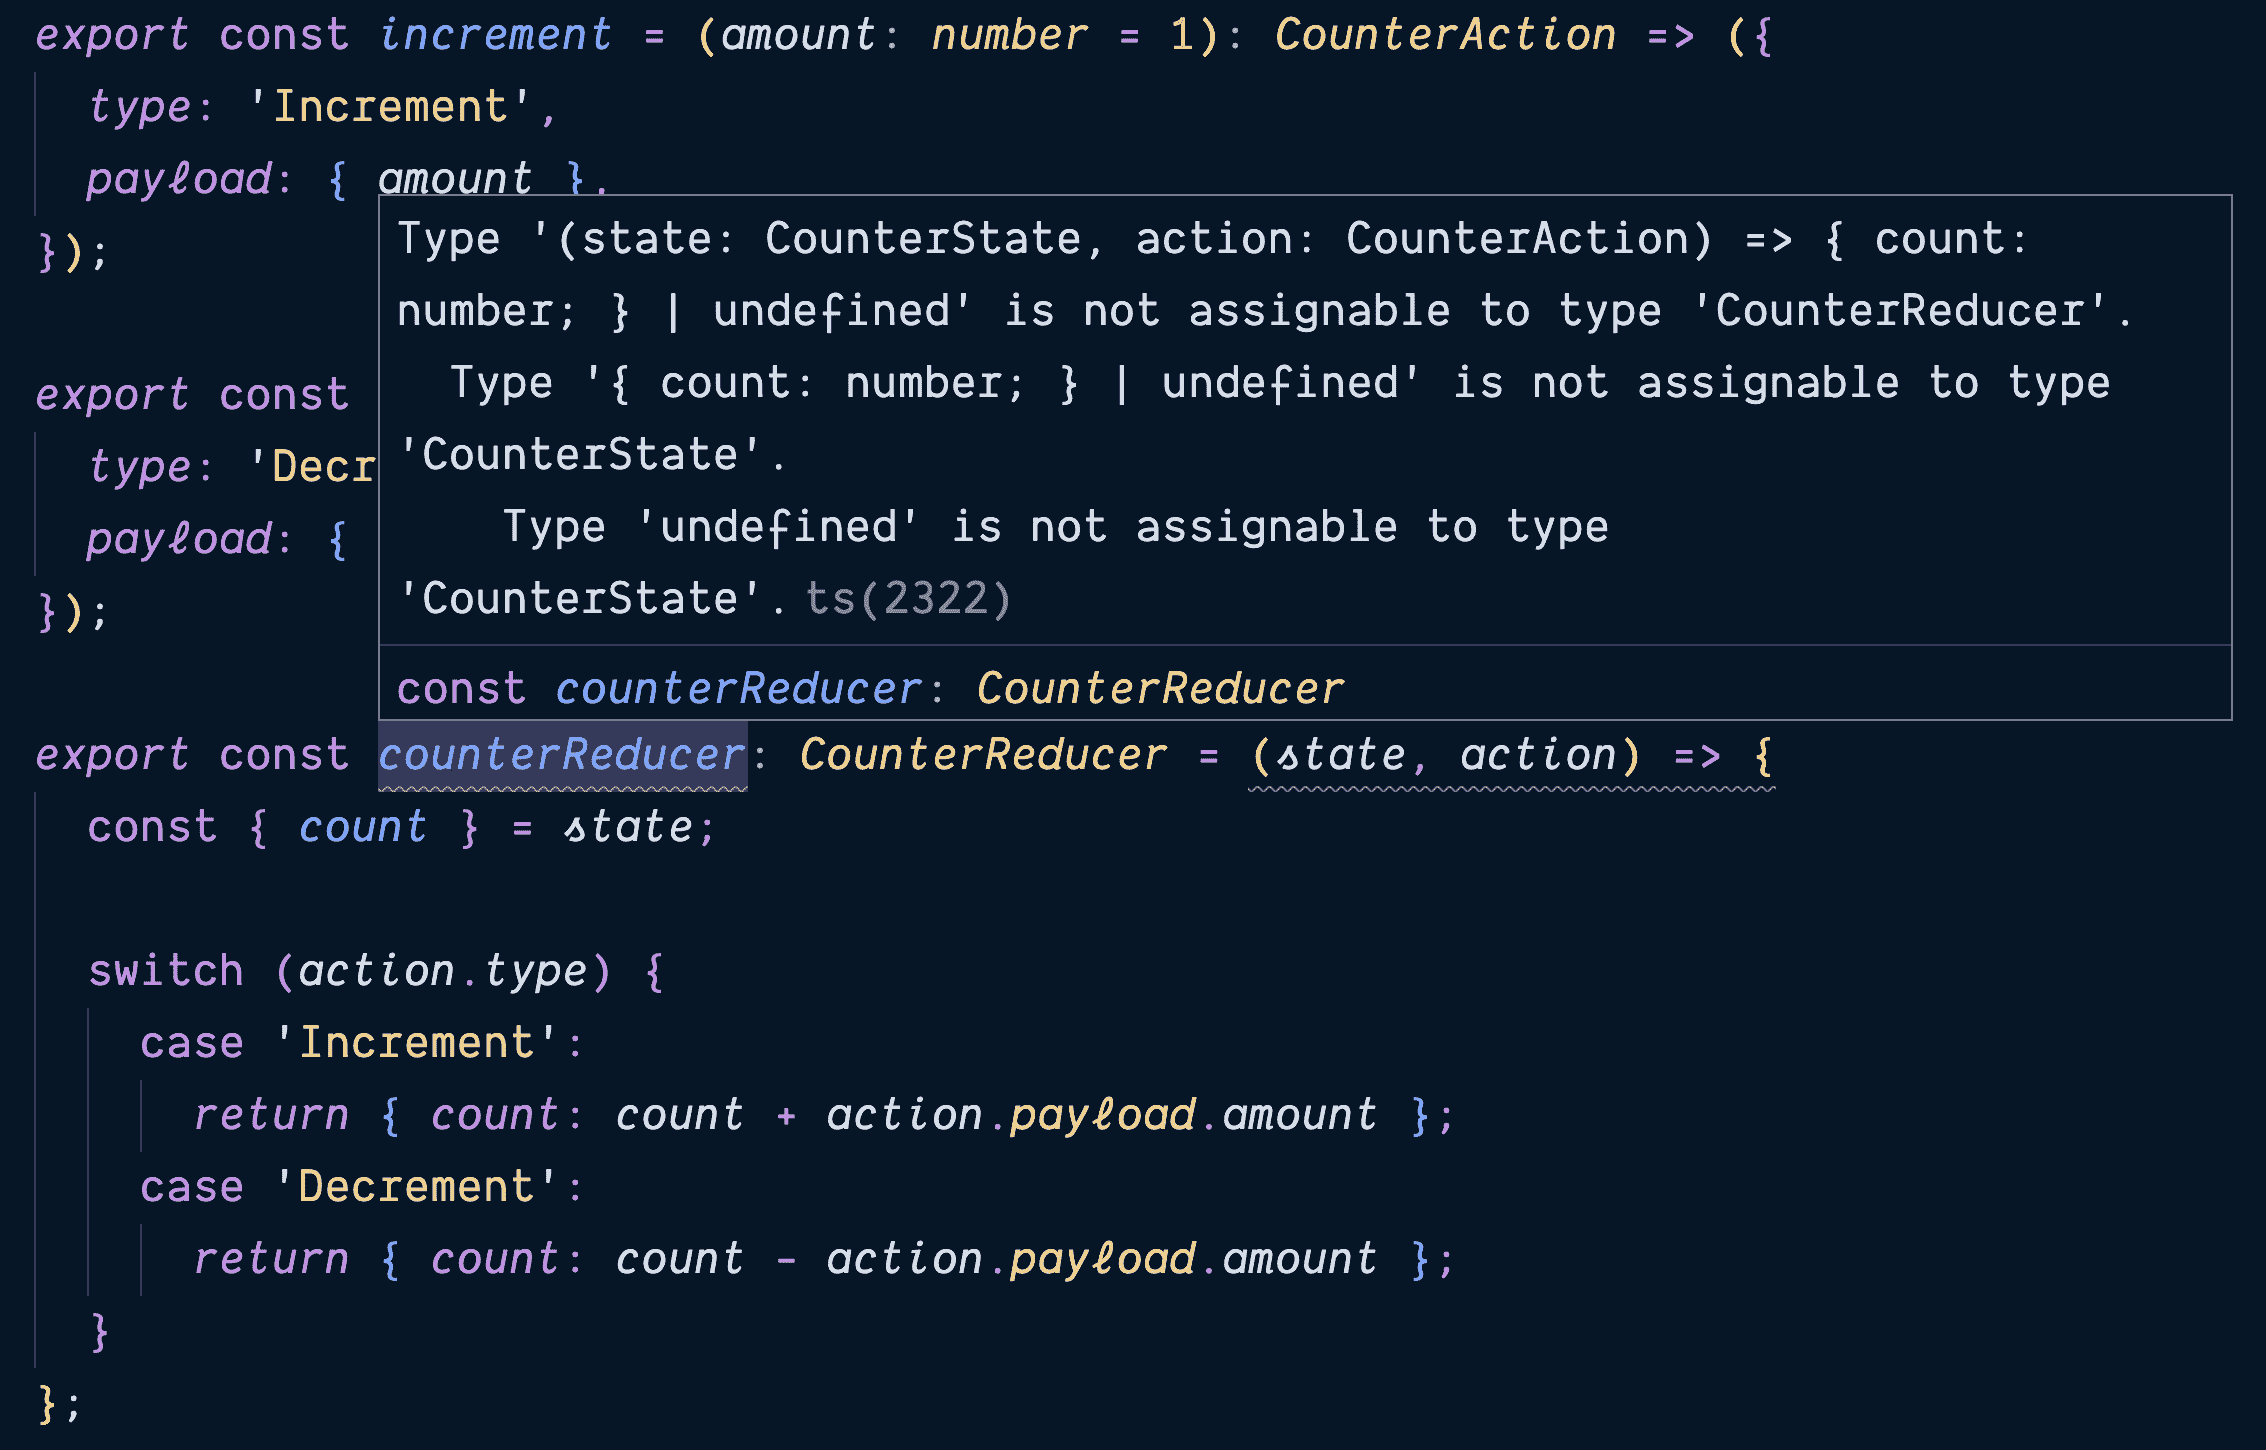 export const increment = (amount: number = 1): CounterAction => ({
  type: 'Increment',
  payload: { amount },
});
export const
  type: 'Decr
  payload: {
});
Type '(state: CounterState, action: CounterAction) => { count:
number; } | undefined' is not assignable to type 'CounterReducer'.
  Type '{ count: number; } | undefined' is not assignable to type
'CounterState'.
    Type 'undefined' is not assignable to type
'CounterState'. ts(2322)
const counterReducer: CounterReducer
export const counterReducer: CounterReducer = (state, action) => {
  const { count } = state;
  switch (action.type) {
    case 'Increment':
      return { count: count + action.payload.amount };
    case 'Decrement':
      return { count: count - action.payload.amount };
  }
};